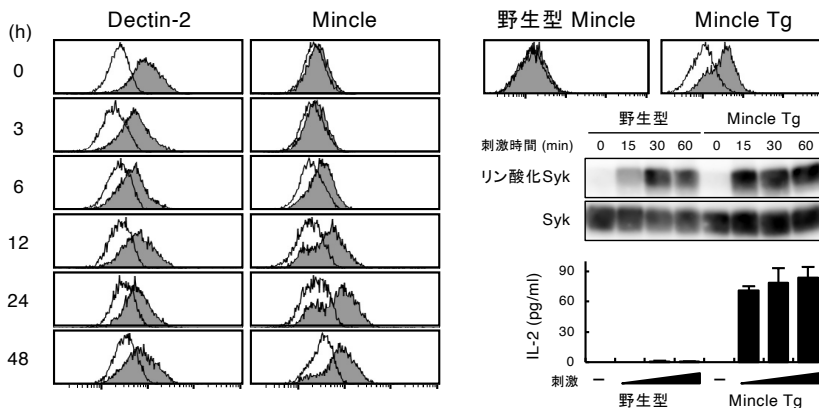 Dectin-2 Mincle
(h)
0
3
6
12
24
48
野生型 Mincle Mincle Tg
野生型 Mincle Tg
刺激時間 (min) 0 15 30 60 0 15 30 60
リン酸化Syk
Syk
IL-2 (pg/ml)
90
60
30
0
刺激 − −
野生型 Mincle Tg